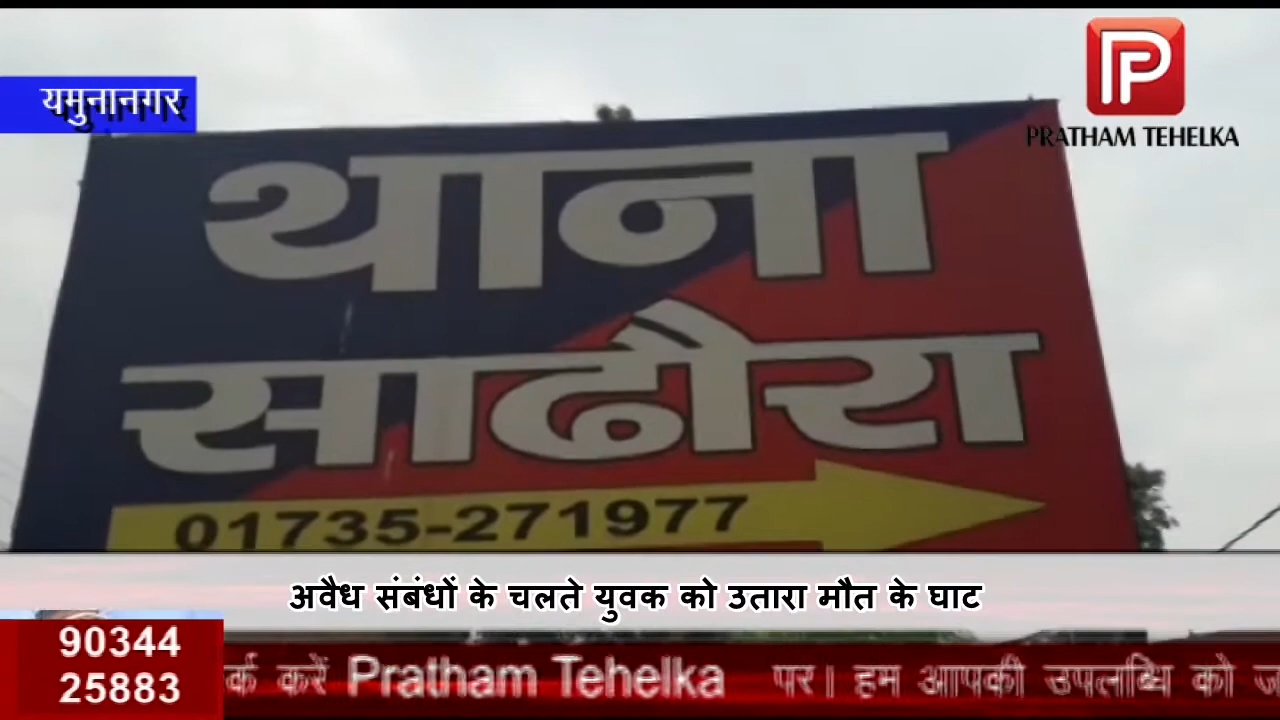 यमुनानगर
PRATHAM TEHELKA
थाना
साढौरा
01735-271977
अवैध संबंधों के चलते युवक को उतारा मौत के घाट
90344
25883
र्क करें Pratham Tehelka पर। हम आपकी उपलब्धि को ज